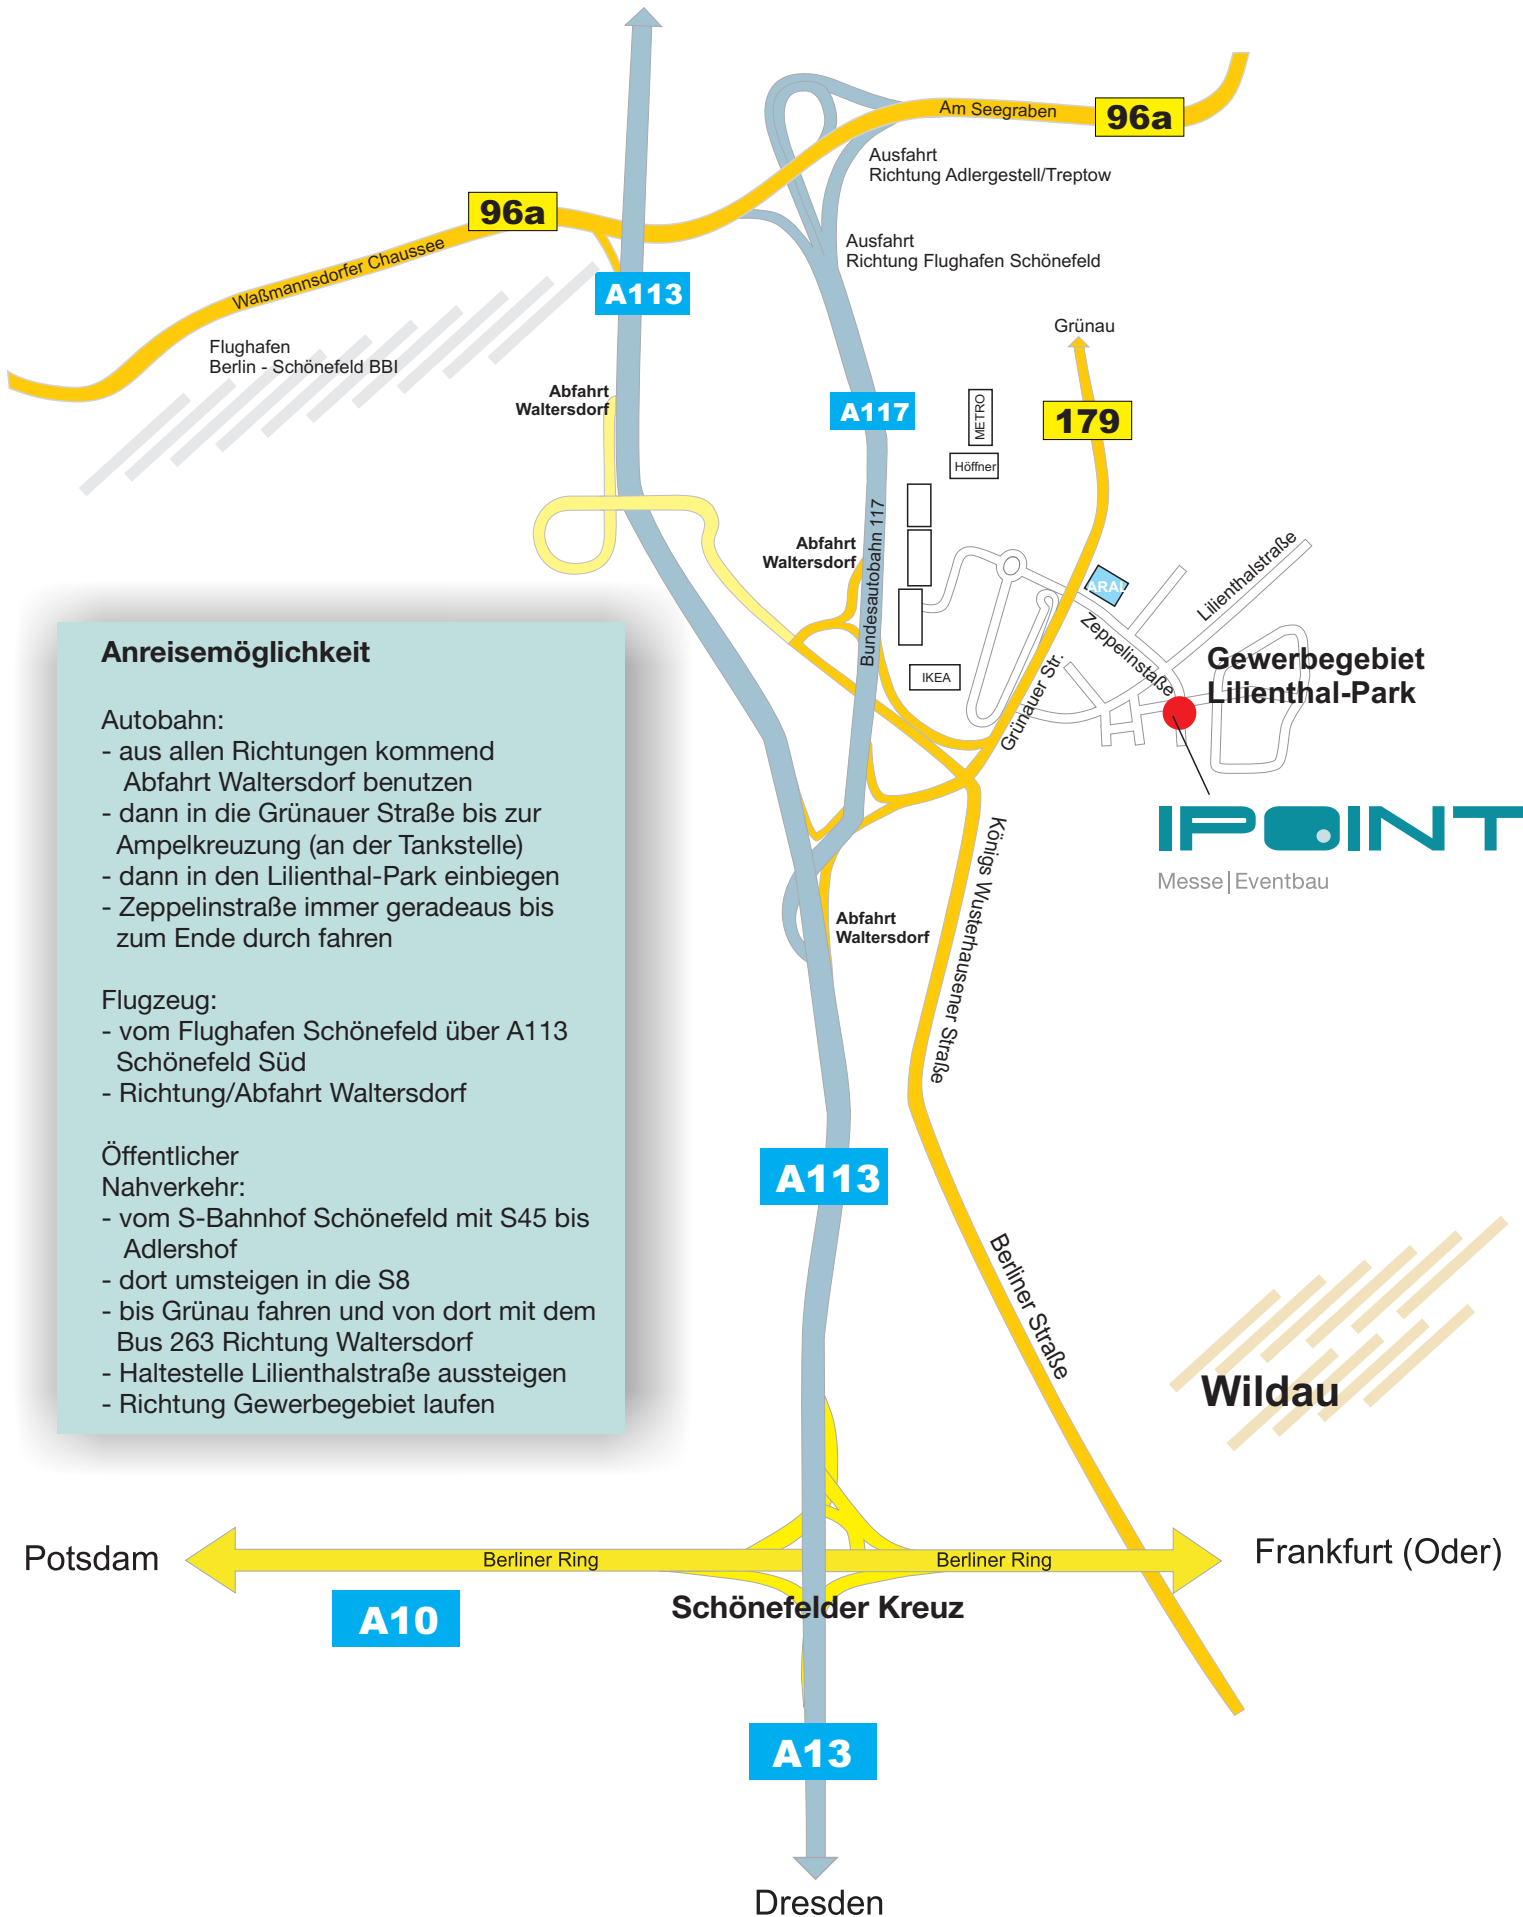 Am Seegraben
96a
Ausfahrt
Richtung Adlergestell/Treptow
96a
Waßmannsdorfer Chaussee
Ausfahrt
Richtung Flughafen Schönefeld
A113
Flughafen
Berlin - Schönefeld BBI
Grünau
Abfahrt
Waltersdorf
A117
METRO
179
Höffner
Bundesautobahn 117
Abfahrt
Waltersdorf
ARAL
Lilienthalstraße
Zeppelinstaße
Grünauer Str.
IKEA
Gewerbegebiet
Lilienthal-Park
IPOINT
Messe|Eventbau
Anreisemöglichkeit
Autobahn:
- aus allen Richtungen kommend
Abfahrt Waltersdorf benutzen
- dann in die Grünauer Straße bis zur
Ampelkreuzung (an der Tankstelle)
- dann in den Lilienthal-Park einbiegen
- Zeppelinstraße immer geradeaus bis
zum Ende durch fahren
Flugzeug:
- vom Flughafen Schönefeld über A113
Schönefeld Süd
- Richtung/Abfahrt Waltersdorf
Öffentlicher
Nahverkehr:
- vom S-Bahnhof Schönefeld mit S45 bis
Adlershof
- dort umsteigen in die S8
- bis Grünau fahren und von dort mit dem
Bus 263 Richtung Waltersdorf
- Haltestelle Lilienthalstraße aussteigen
- Richtung Gewerbegebiet laufen
Königs Wusterhausener Straße
Abfahrt
Waltersdorf
A113
Berliner Straße
Wildau
Potsdam
Berliner Ring
Berliner Ring
Frankfurt (Oder)
A10
Schönefelder Kreuz
A13
Dresden